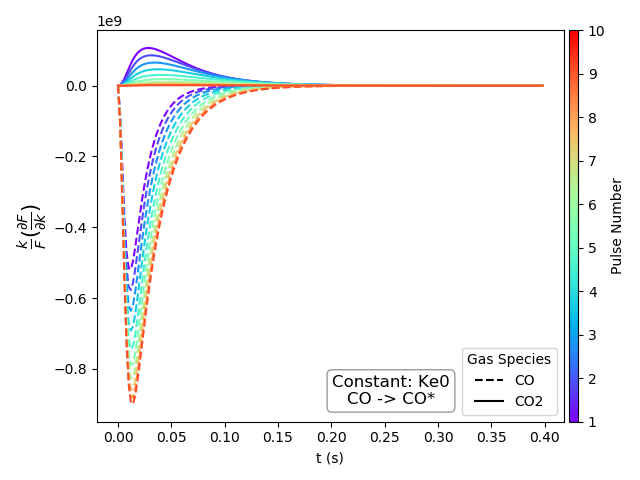 1e9
0.0
−0.2
−0.4
−0.6
−0.8
k/F (∂F/∂k)
0.00 0.05 0.10 0.15 0.20 0.25 0.30 0.35 0.40
t (s)
Constant: Ke0
CO -> CO*
Gas Species
CO
CO2
10
9
8
7
6
5
4
3
2
1
Pulse Number